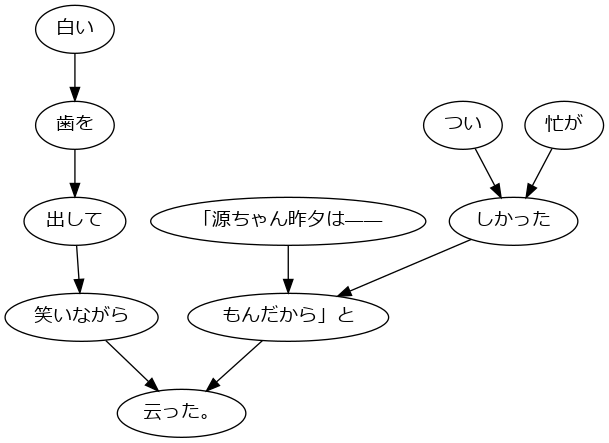 白い
歯を
つい
忙が
出して
「源ちゃん昨夕は——
しかった
笑いながら
もんだから」と
云った。